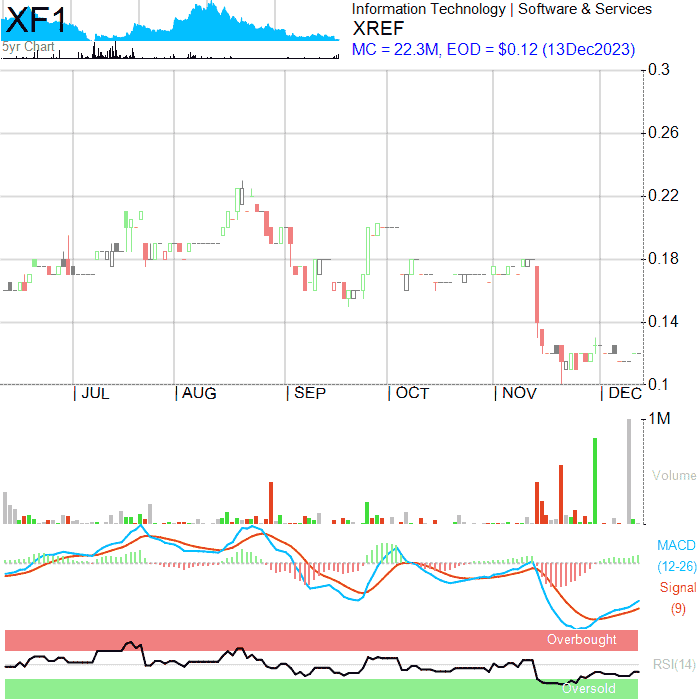 XF1
5yr Chart
Information Technology | Software & Services
XREF
MC = 22.3M, EOD = $0.12 (13Dec2023)
0.3
0.26
0.22
0.18
0.14
0.1
| JUL | AUG | SEP | OCT | NOV | DEC
1M
Volume
MACD
(12-26)
Signal
(9)
Overbought
RSI(14)
Oversold